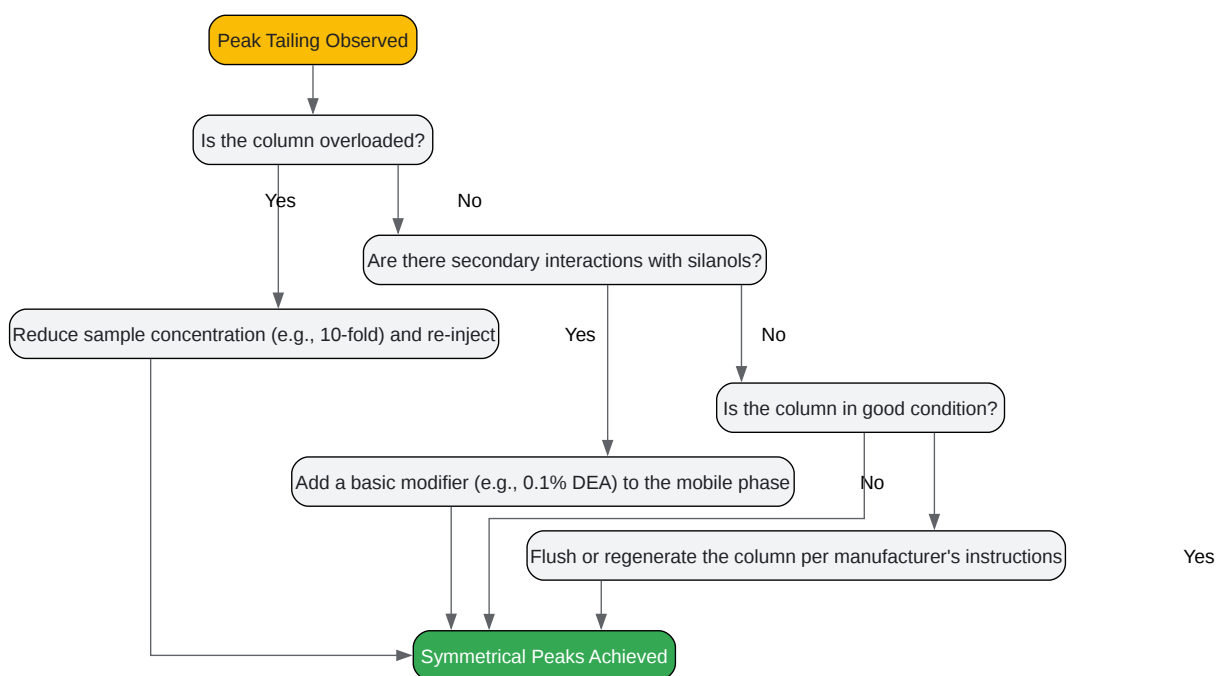 Peak Tailing Observed
Is the column overloaded?
Yes
No
Are there secondary interactions with silanols?
Reduce sample concentration (e.g., 10-fold) and re-inject
Yes
No
Is the column in good condition?
Add a basic modifier (e.g., 0.1% DEA) to the mobile phase
No
Flush or regenerate the column per manufacturer's instructions
Yes
Symmetrical Peaks Achieved